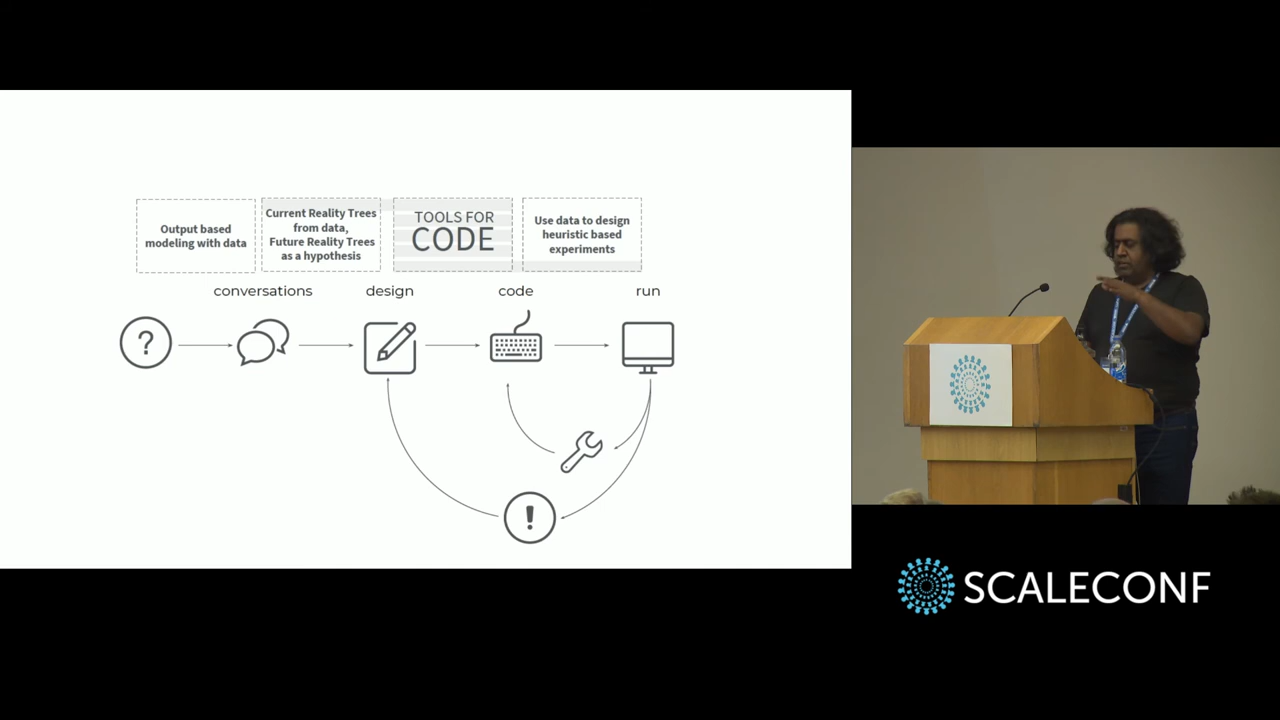 Output based
modeling with data
Current Reality Trees
from data,
Future Reality Trees
as a hypothesis
TOOLS FOR
CODE
Use data to design
heuristic based
experiments
conversations
design
code
run
?
!
SCALECONF